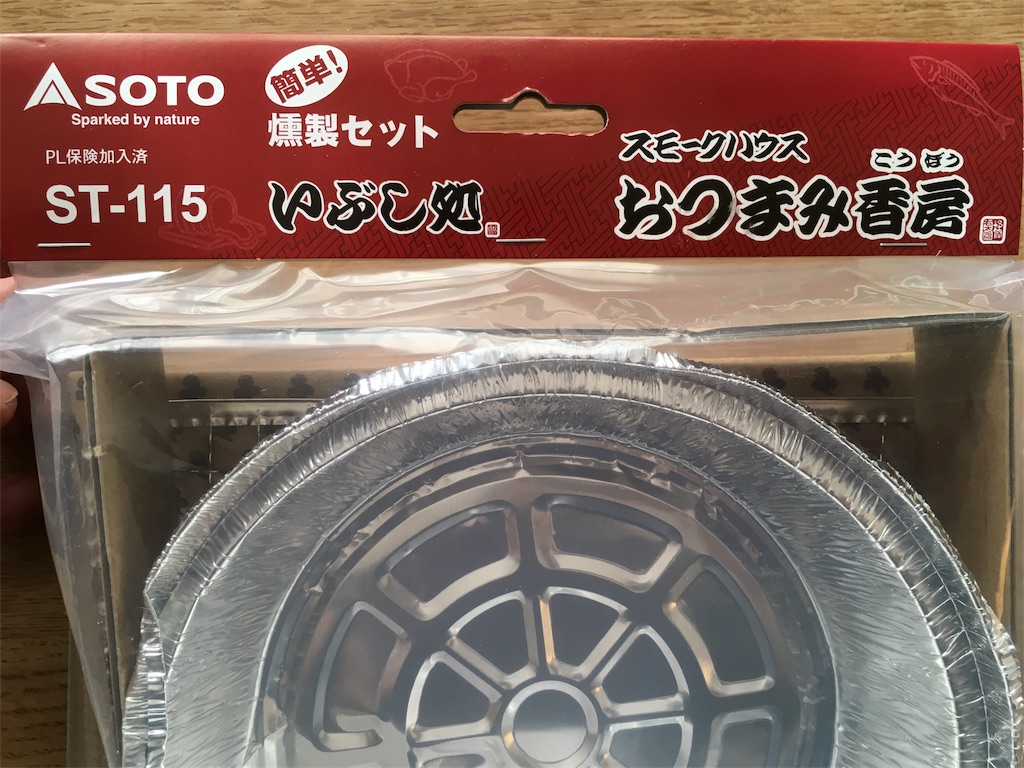 SOTO
Sparked by nature
PL保険加入済
ST-115
簡単!
燻製セット
いぶし処
スモークハウス
こうぼう
おつまみ香房